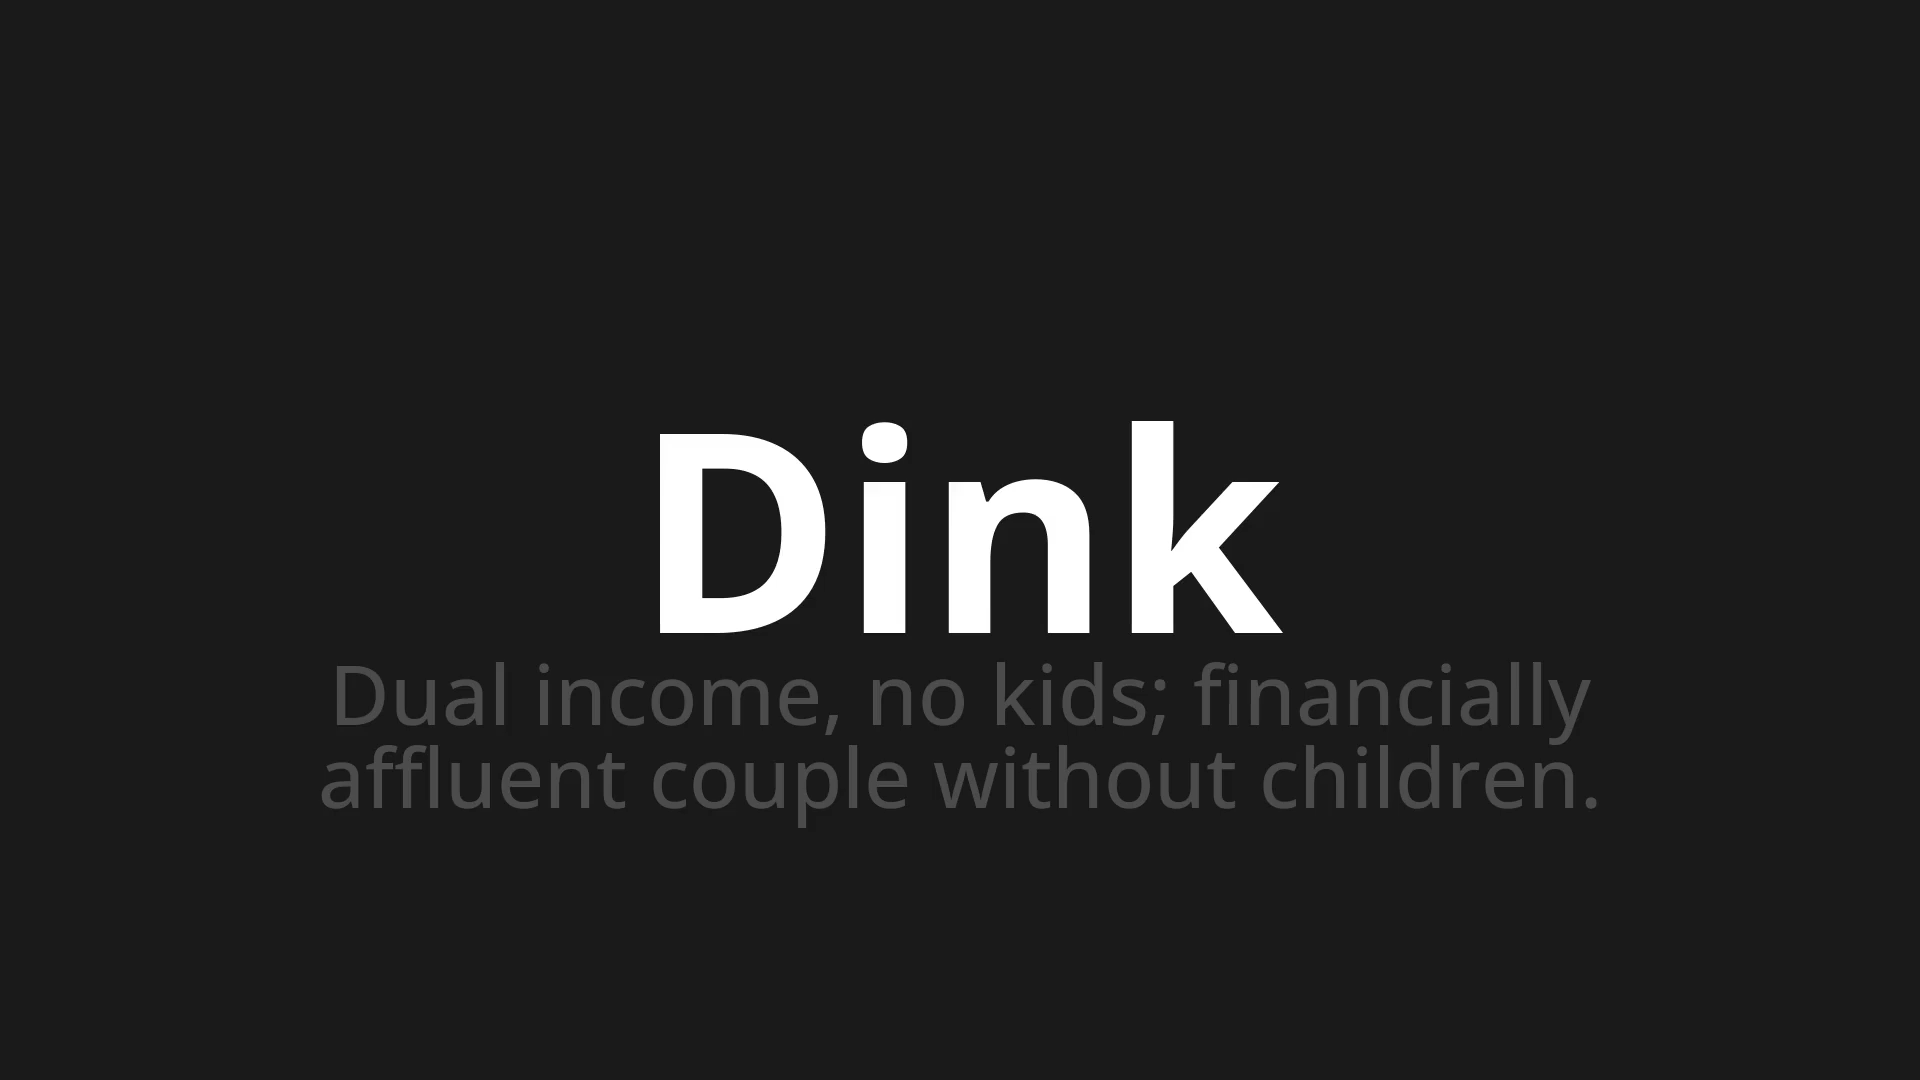 Dink
Dual income, no kids; financially
affluent couple without children.